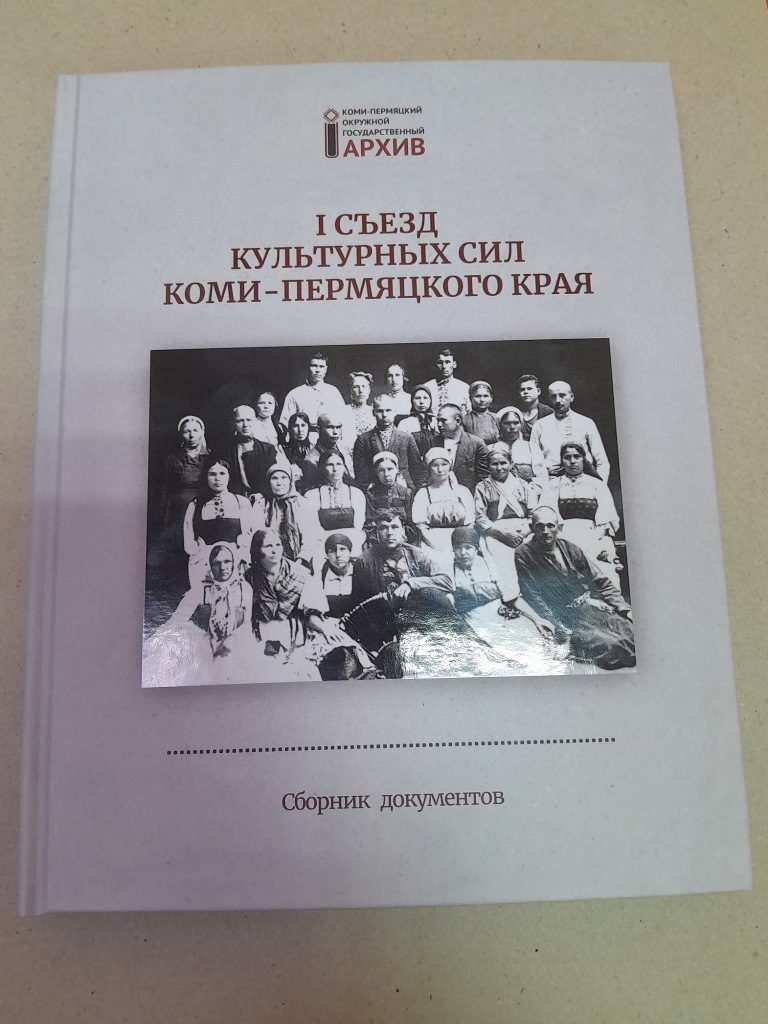 КОМИ-ПЕРМЯЦКИЙ
ОКРУЖНОЙ
ГОСУДАРСТВЕННЫЙ
АРХИВ
I СЪЕЗД
КУЛЬТУРНЫХ СИЛ
КОМИ-ПЕРМЯЦКОГО КРАЯ
Сборник документов